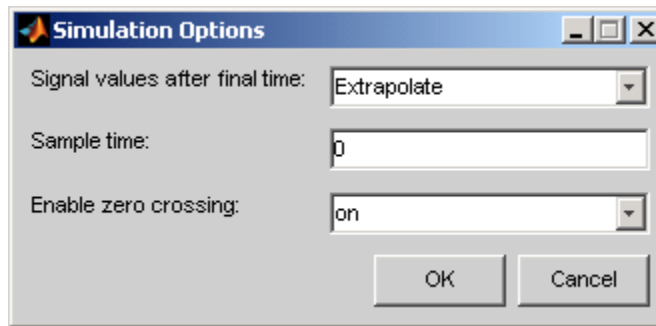 Simulation Options
Signal values after final time: Extrapolate
Sample time: 0
Enable zero crossing: on
OK Cancel